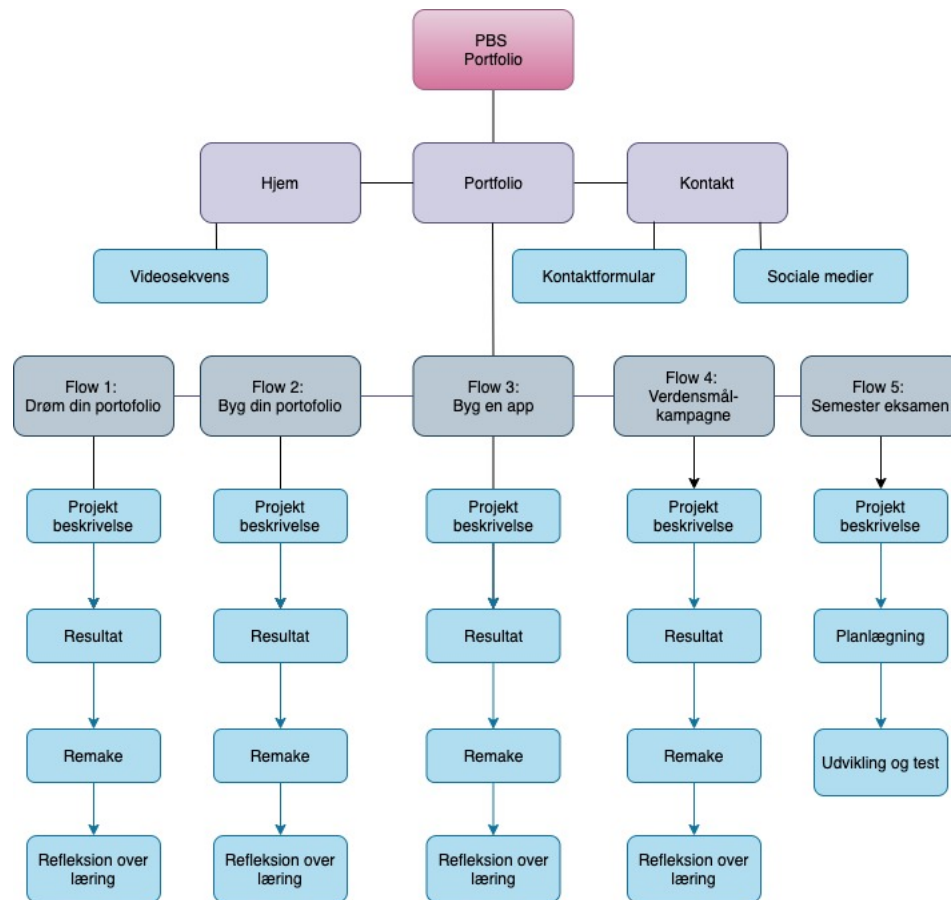 PBS
Portfolio
Hjem
Portfolio
Kontakt
Videosekvens
Kontaktformular
Sociale medier
Flow 1:
Drøm din portofolio
Flow 2:
Byg din portofolio
Flow 3:
Byg en app
Flow 4:
Verdensmål-
kampagne
Flow 5:
Semester eksamen
Projekt
beskrivelse
Projekt
beskrivelse
Projekt
beskrivelse
Projekt
beskrivelse
Projekt
beskrivelse
Resultat
Resultat
Resultat
Resultat
Planlægning
Remake
Remake
Remake
Remake
Udvikling og test
Refleksion over
læring
Refleksion over
læring
Refleksion over
læring
Refleksion over
læring